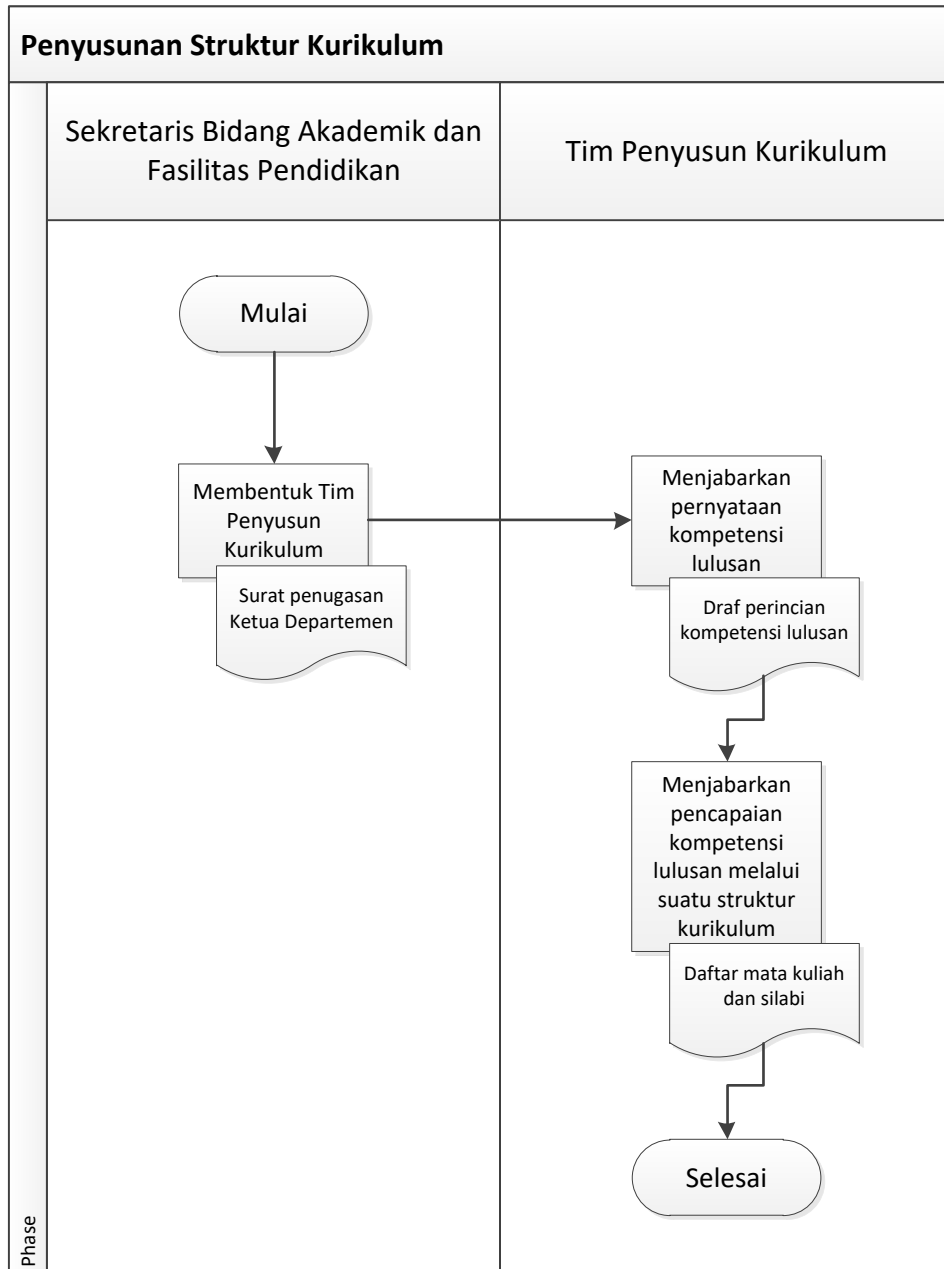 Penyusunan Struktur Kurikulum
Sekretaris Bidang Akademik dan
Fasilitas Pendidikan
Tim Penyusun Kurikulum
Mulai
Membentuk Tim
Penyusun
Kurikulum
Surat penugasan
Ketua Departemen
Menjabarkan
pernyataan
kompetensi
lulusan
Draf perincian
kompetensi lulusan
Menjabarkan
pencapaian
kompetensi
lulusan melalui
suatu struktur
kurikulum
Daftar mata kuliah
dan silabi
Selesai
Phase